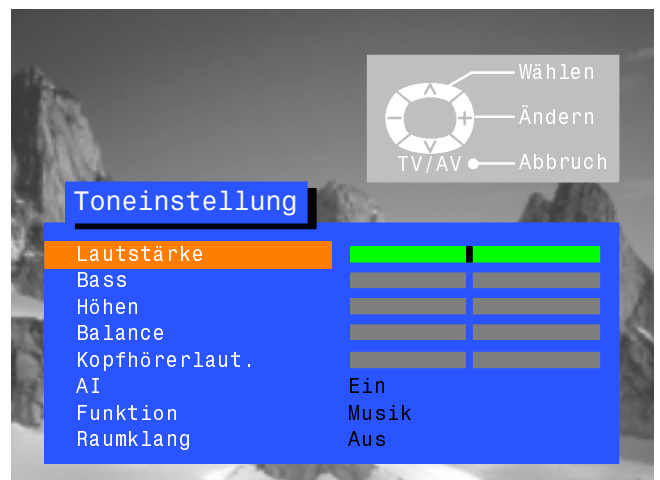 Wählen
Ändern
TV/AV Abbruch
Toneinstellung
Lautstärke
Bass
Höhen
Balance
Kopfhörerlaut.
AI Ein
Funktion Musik
Raumklang Aus